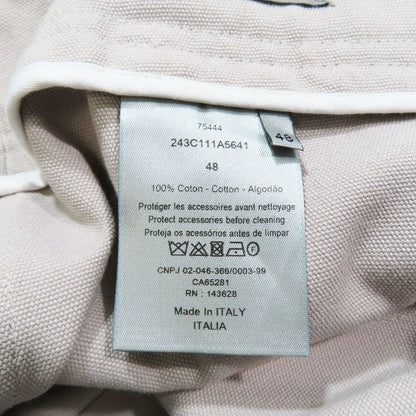 75444
243C111A5641
48
48
100% Coton - Cotton - Algodão
Protéger les accessoires avant nettoyage
Protect accessories before cleaning
Proteja os acessórios antes de limpar
CNPJ 02-046-366/0003-99
CA65281
RN : 143628
Made In ITALY
ITALIA